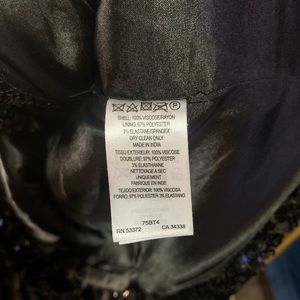 SHELL: 100% VISCOSE/RAYON
LINING: 97% POLYESTER
3% ELASTANE/SPANDEX
DRY CLEAN ONLY
MADE IN INDIA
TISSU EXTERIEUR: 100% VISCOSE
DOUBLURE: 97% POLYESTER
3% ELASTHANNE
NETTOYAGE A SEC
UNIQUEMENT
FABRIQUE EN INDE
TEJIDO EXTERIOR: 100% VISCOSA
FORRO: 97% POLYESTER, 3% ELASTANO
75BT4
RN 53372 CA 34338